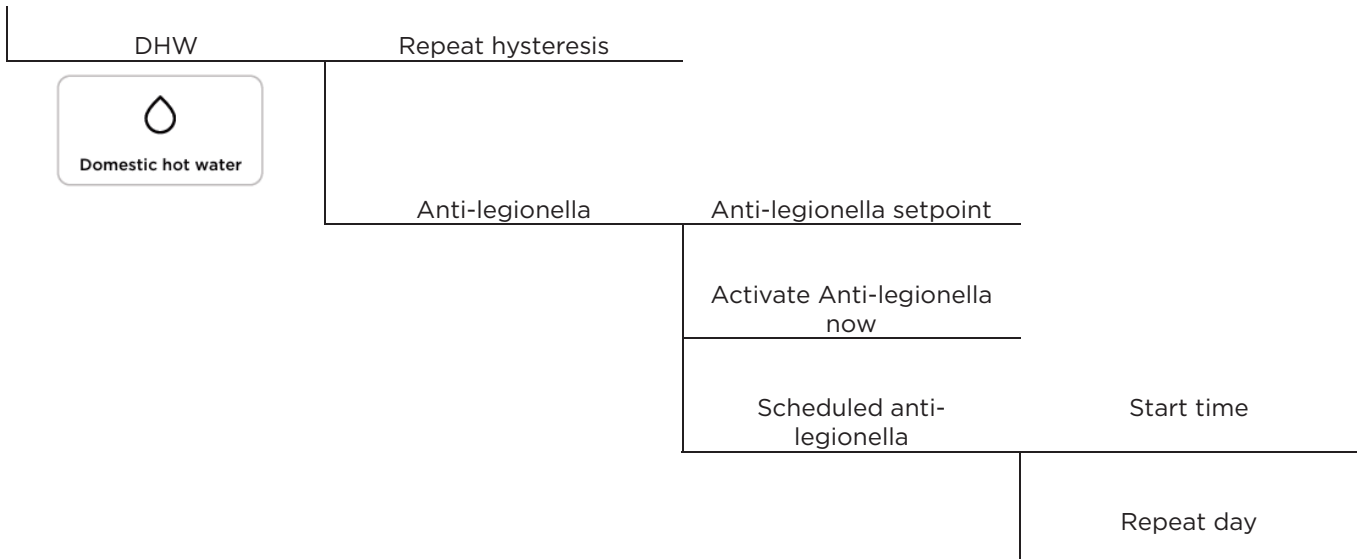 DHW
Repeat hysteresis
Domestic hot water
Anti-legionella
Anti-legionella setpoint
Activate Anti-legionella
now
Scheduled anti-
legionella
Start time
Repeat day